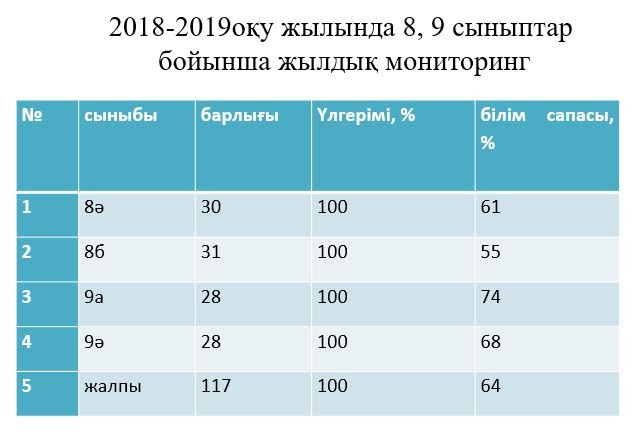 2018-2019оқу жылында 8, 9 сыныптар
бойынша жылдық мониторинг
№ сыныбы барлығы Үлгерімі, % білім сапасы,
%
1 8ә 30 100 61
2 8б 31 100 55
3 9а 28 100 74
4 9ә 28 100 68
5 жалпы 117 100 64